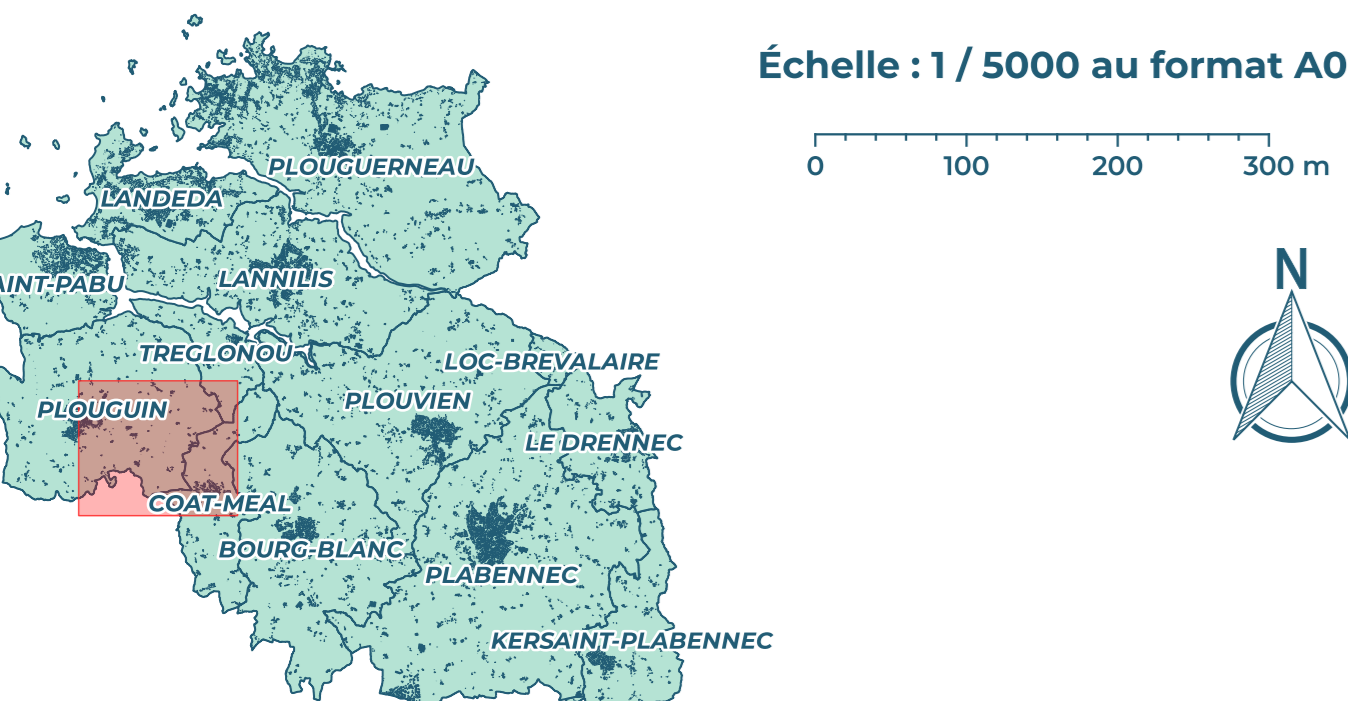 Échelle : 1 / 5000 au format A0
0 100 200 300 m
N
PLOUGUERNEAU
LANDEDA
LANNILIS
AINT-PABU
TREGLONOU
LOC-BREVALAIRE
PLOUVIEN
PLOUGUIN
LE DRENNEC
COAT-MEAL
BOURG-BLANC
PLABENNEC
KERSAINT-PLABENNEC